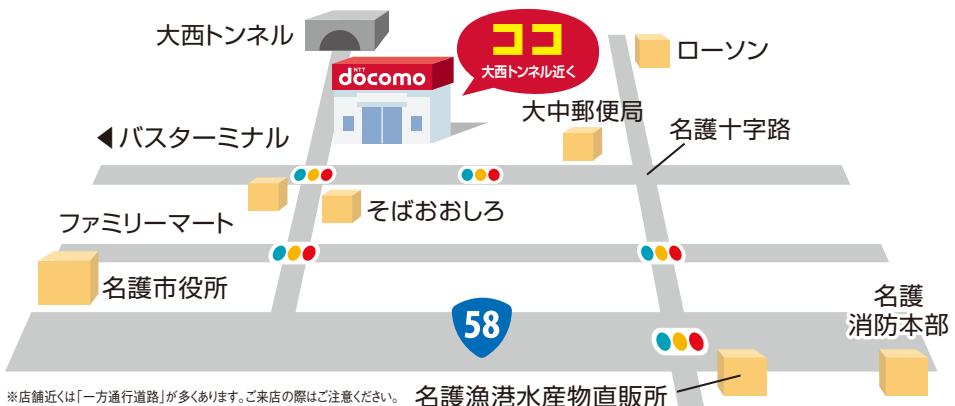 大西トンネル
ココ
大西トンネル近く
ローソン
NTT
döcomo
大中郵便局
名護十字路
◀バスターミナル
そばおおしろ
ファミリーマート
名護市役所
58
名護
消防本部
※店舗近くは「一方通行道路」が多くあります。ご来店の際はご注意ください。
名護漁港水産物直販所